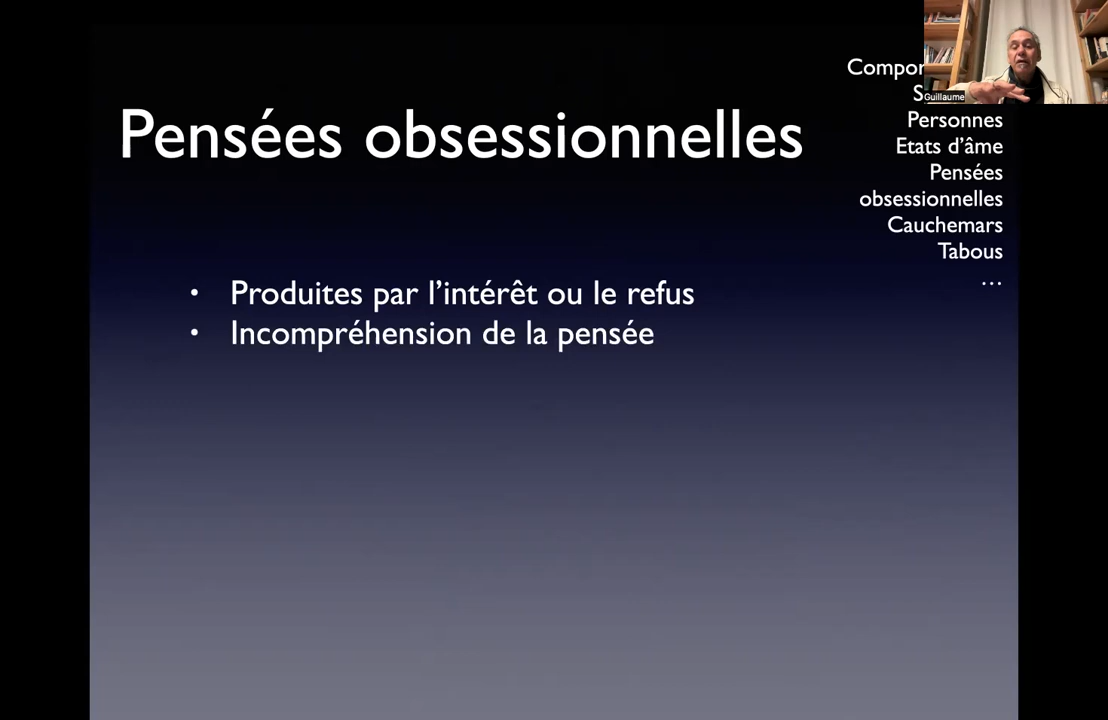 Pensées obsessionnelles
• Produites par l’intérêt ou le refus
• Incompréhension de la pensée
Guillaume
Personnes
Etats d’âme
Pensées
obsessionnelles
Cauchemars
Tabous
…